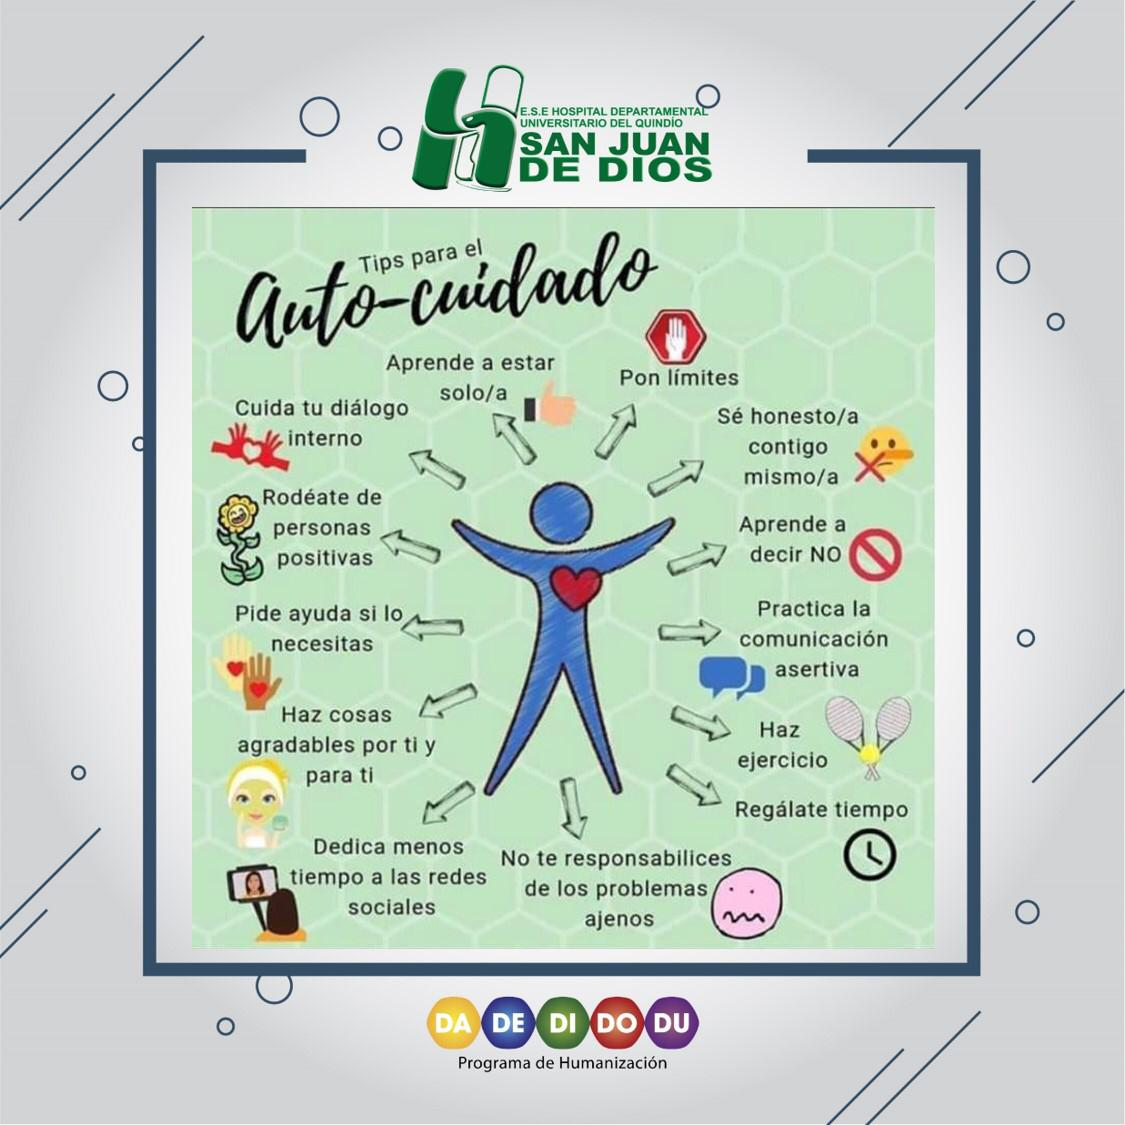 E.S.E HOSPITAL DEPARTAMENTAL
UNIVERSITARIO DEL QUINDÍO
SAN JUAN
DE DIOS
Tips para el
Auto-cuidado
Aprende a estar
solo/a
Pon límites
Cuida tu diálogo
interno
Sé honesto/a
contigo
mismo/a
Rodéate de
personas
positivas
Aprende a
decir NO
Pide ayuda si lo
necesitas
Practica la
comunicación
asertiva
Haz cosas
agradables por ti y
para ti
Haz
ejercicio
Regálate tiempo
Dedica menos
tiempo a las redes
sociales
No te responsabilices
de los problemas
ajenos
DA DE DI DO DU
Programa de Humanización